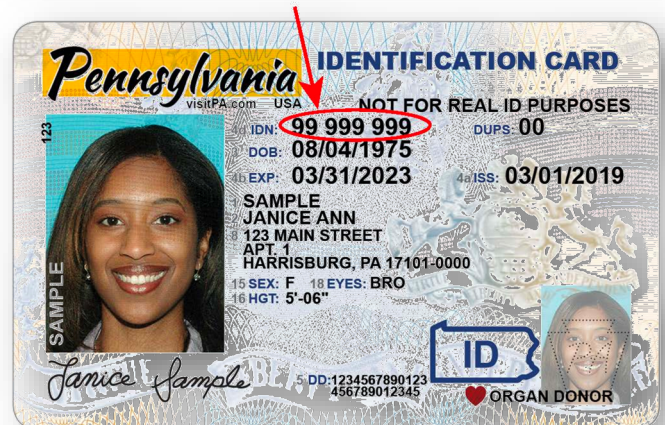 Pennsylvania
visitPA.com USA
IDENTIFICATION CARD
NOT FOR REAL ID PURPOSES
123
4d IDN: 99 999 999 DUPS: 00
DOB: 08/04/1975
4b EXP: 03/31/2023 4a ISS: 03/01/2019
1 SAMPLE
2 JANICE ANN
8 123 MAIN STREET
APT. 1
HARRISBURG, PA 17101-0000
15 SEX: F 18 EYES: BRO
16 HGT: 5'-06"
SAMPLE
Janice Sample
5 DD:1234567890123
456789012345
ID
ORGAN DONOR